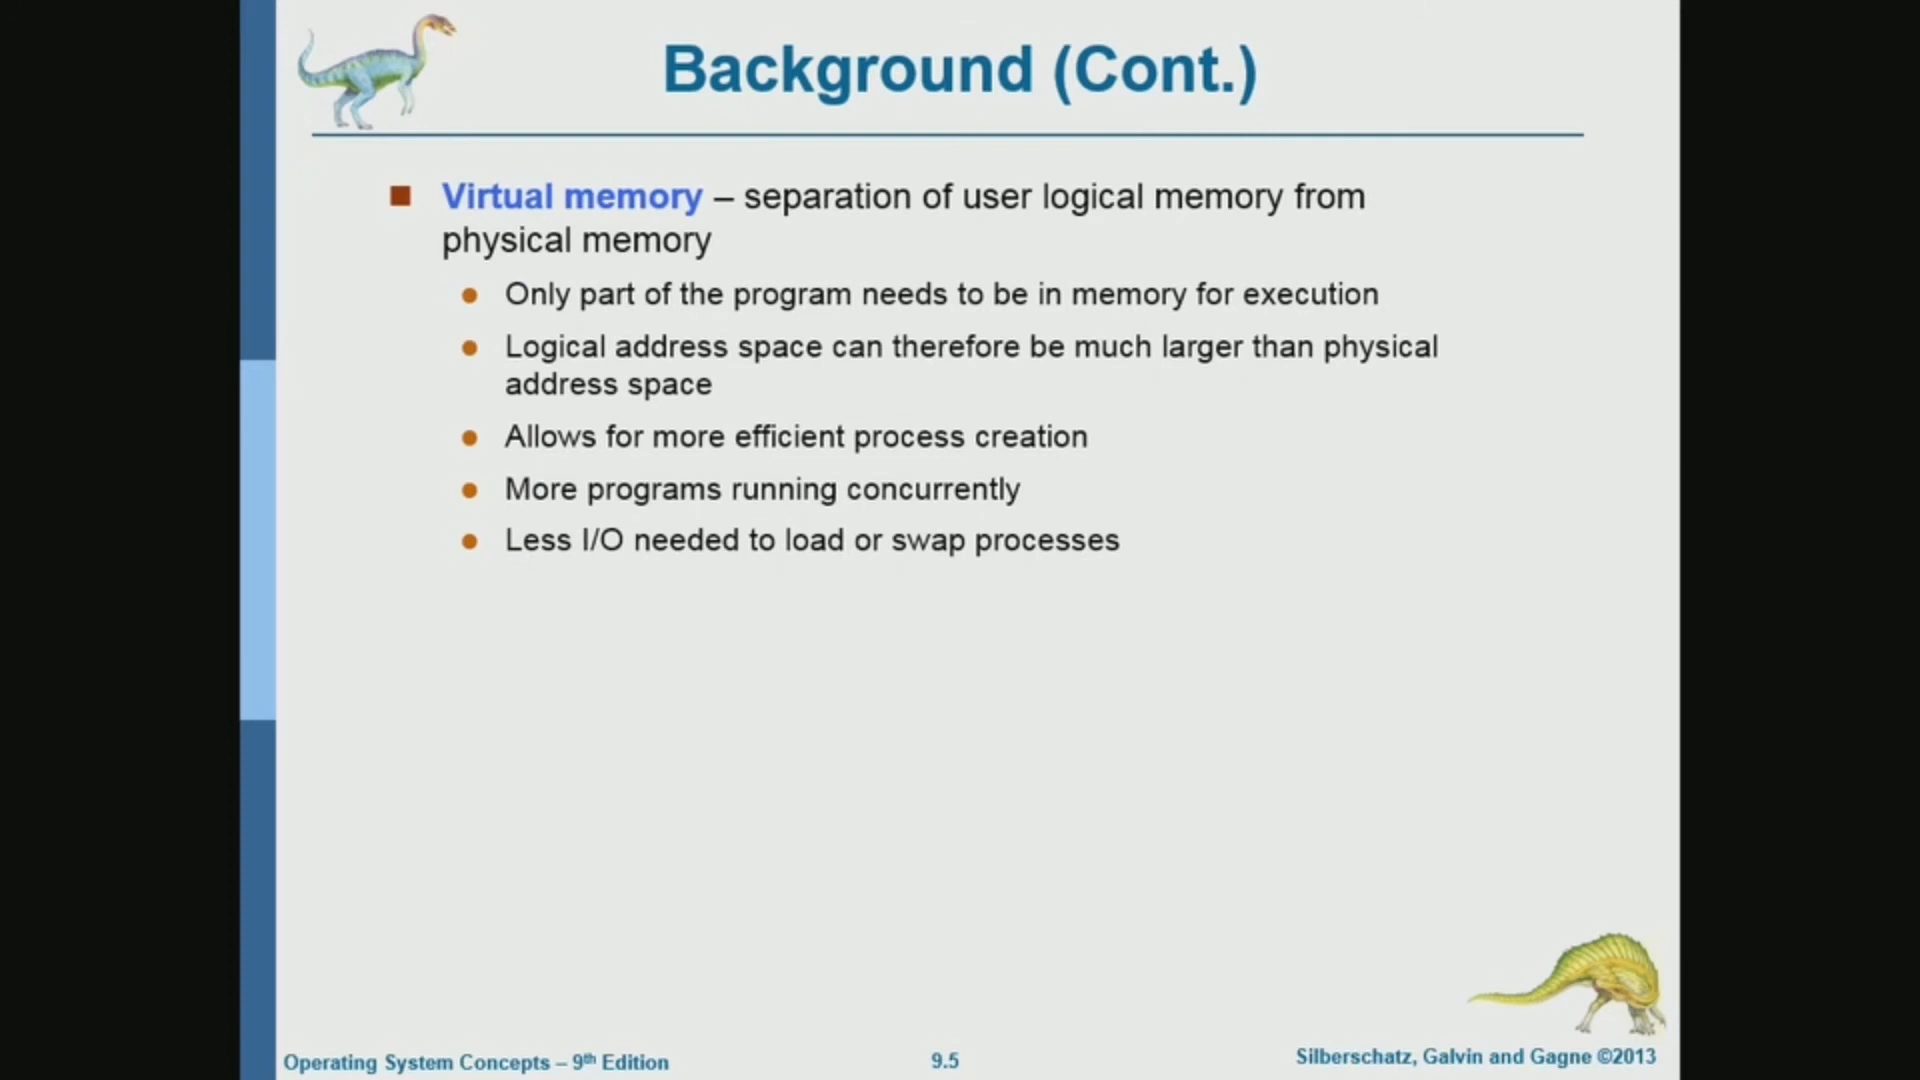 Background (Cont.)
Virtual memory – separation of user logical memory from
physical memory
Only part of the program needs to be in memory for execution
Logical address space can therefore be much larger than physical
address space
Allows for more efficient process creation
More programs running concurrently
Less I/O needed to load or swap processes
Operating System Concepts – 9th Edition
9.5
Silberschatz, Galvin and Gagne ©2013